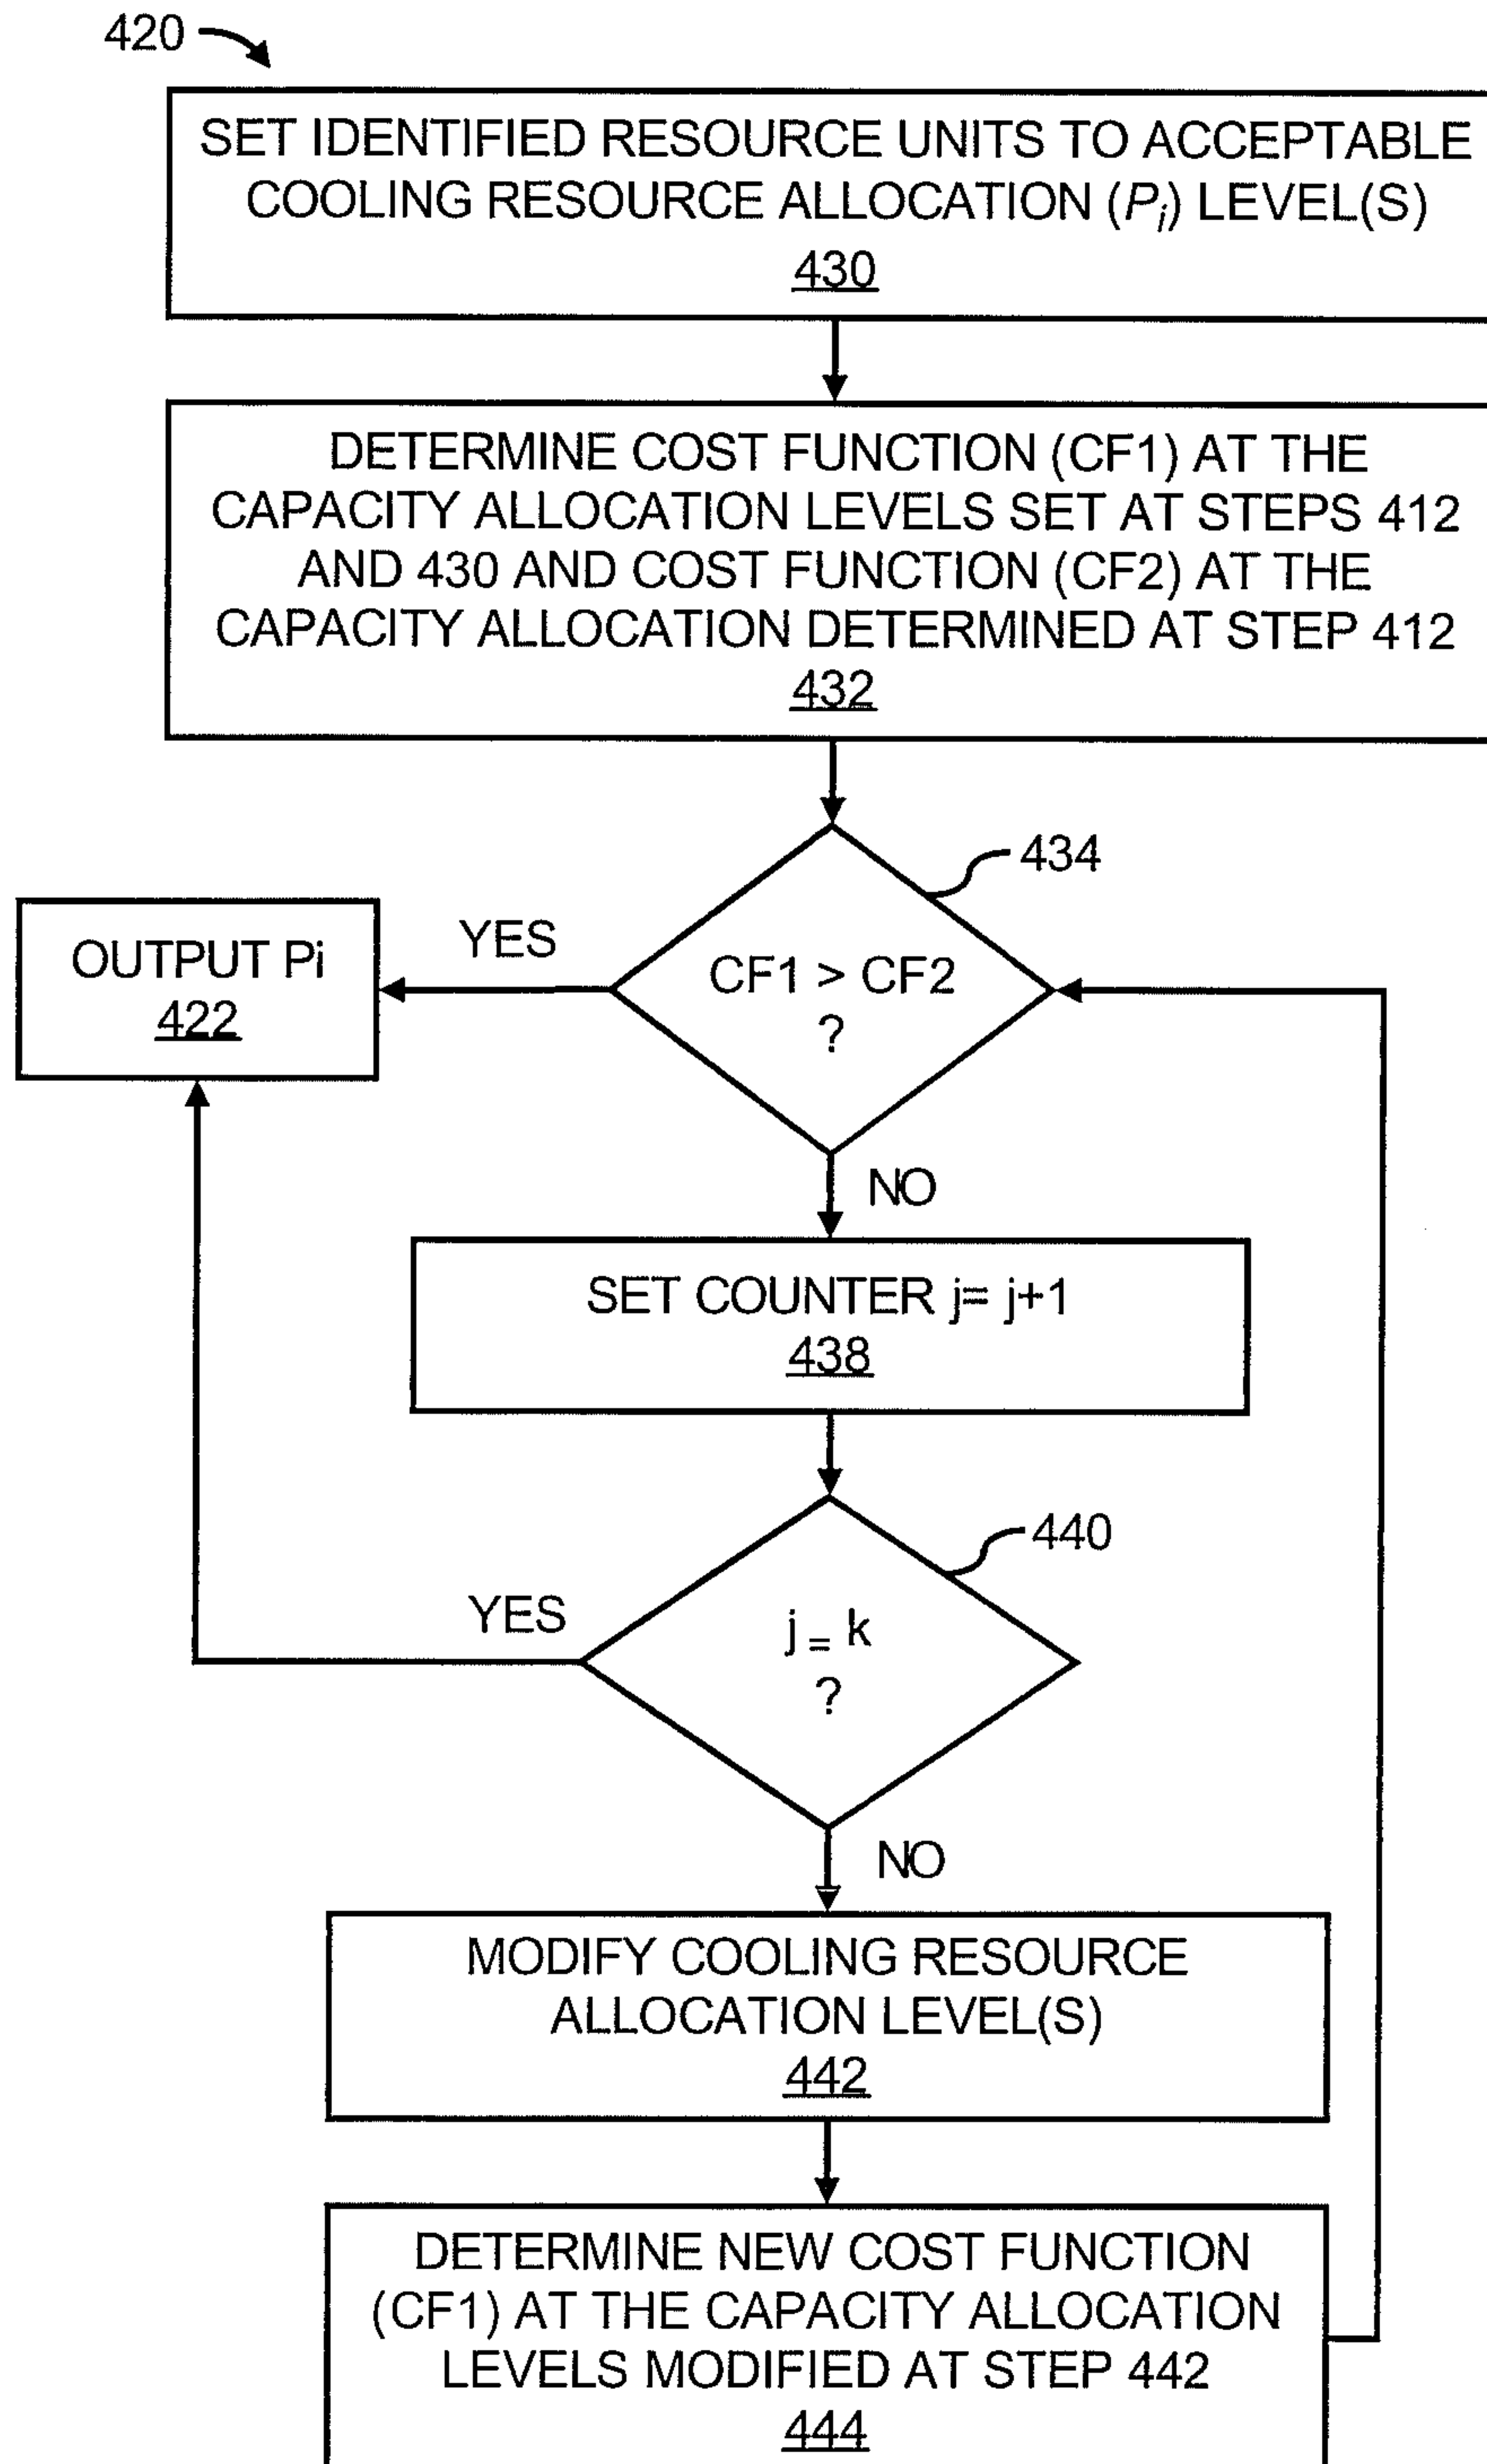 420
SET IDENTIFIED RESOURCE UNITS TO ACCEPTABLE
COOLING RESOURCE ALLOCATION (Pi) LEVEL(S)
430
DETERMINE COST FUNCTION (CF1) AT THE
CAPACITY ALLOCATION LEVELS SET AT STEPS 412
AND 430 AND COST FUNCTION (CF2) AT THE
CAPACITY ALLOCATION DETERMINED AT STEP 412
432
434
CF1 > CF2
?
YES
OUTPUT Pi
422
NO
SET COUNTER j= j+1
438
440
j = k
?
YES
NO
MODIFY COOLING RESOURCE
ALLOCATION LEVEL(S)
442
DETERMINE NEW COST FUNCTION
(CF1) AT THE CAPACITY ALLOCATION
LEVELS MODIFIED AT STEP 442
444